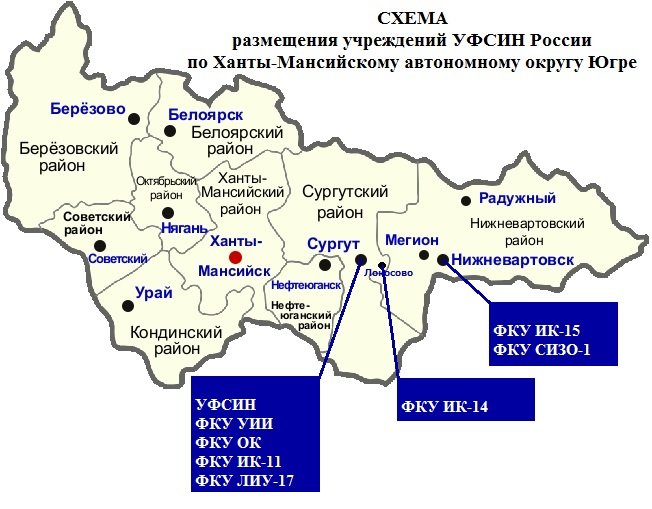 СХЕМА
размещения учреждений УФСИН России
по Ханты-Мансийскому автономному округу Югре
Берёзово
Белоярск
Берёзовский
район
Белоярский
район
Октябрьский
район
Ханты-
Мансийский
район
Сургутский
район
Радужный
Советский
район
Нягань
Нижневартовский
район
Советский
Ханты-
Мансийск
Сургут
Мегион
Нижневартовск
Локосово
Нефтеюганск
Урай
Нефте-
юганский
район
Кондинский
район
ФКУ ИК-15
ФКУ СИЗО-1
УФСИН
ФКУ УИИ
ФКУ ОК
ФКУ ИК-11
ФКУ ЛИУ-17
ФКУ ИК-14